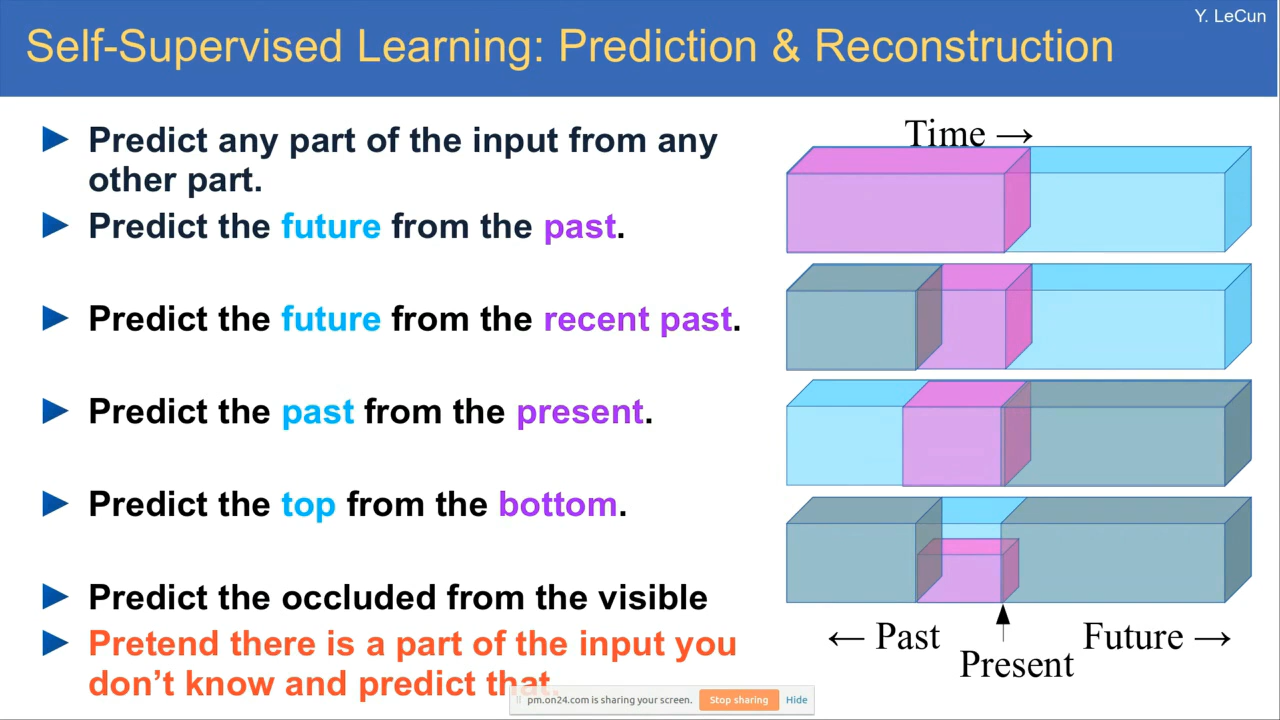 Y. LeCun
Self-Supervised Learning: Prediction & Reconstruction
► Predict any part of the input from any
other part.
► Predict the future from the past.
► Predict the future from the recent past.
► Predict the past from the present.
► Predict the top from the bottom.
► Predict the occluded from the visible
► Pretend there is a part of the input you
don't know and predict that.
Time →
← Past
Present
Future →
pm.on24.com is sharing your screen.
Stop sharing
Hide